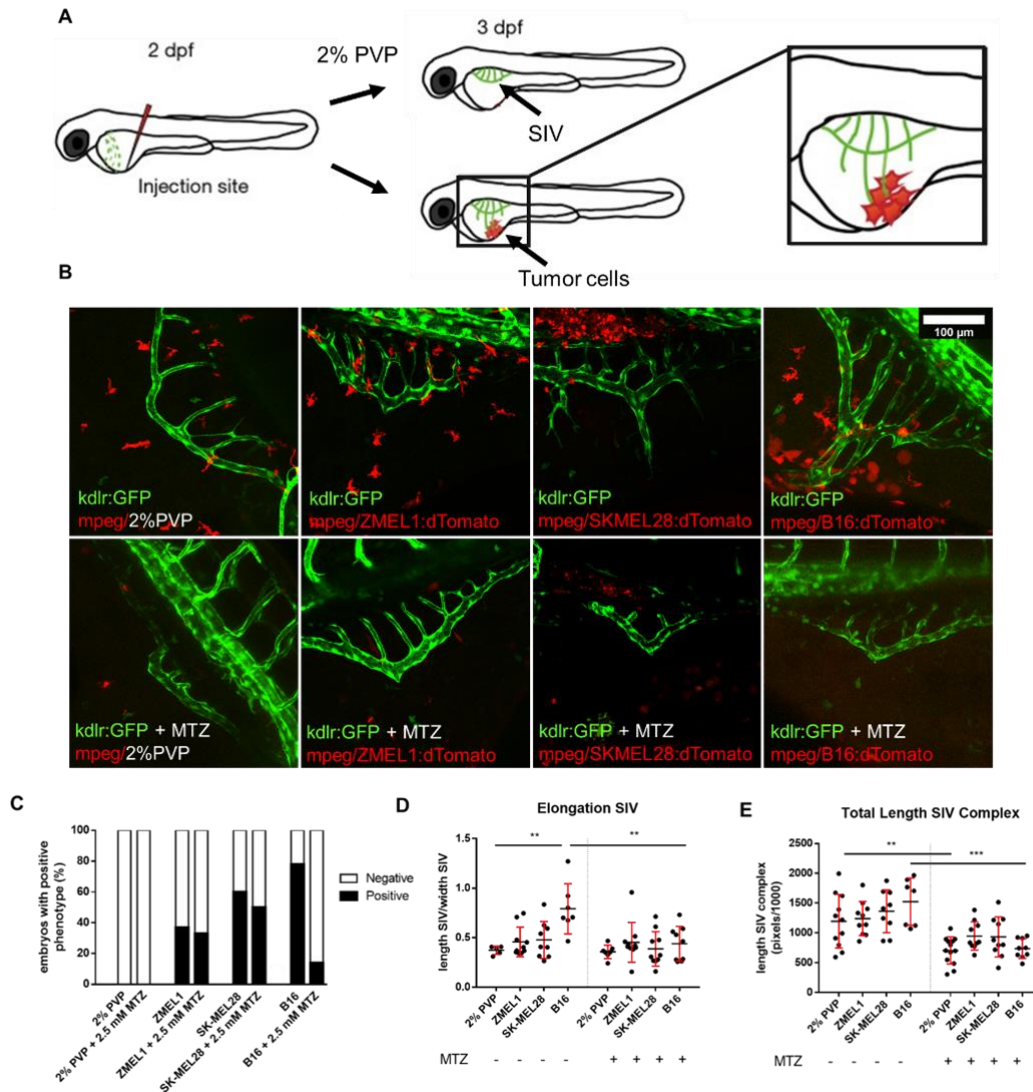 A
2 dpf
2% PVP
3 dpf
SIV
Injection site
Tumor cells
B
100 µm
kdlr:GFP
mpeg/2%PVP
kdlr:GFP
mpeg/ZMEL1:dTomato
kdlr:GFP
mpeg/SKMEL28:dTomato
kdlr:GFP
mpeg/B16:dTomato
kdlr:GFP + MTZ
mpeg/2%PVP
kdlr:GFP + MTZ
mpeg/ZMEL1:dTomato
kdlr:GFP + MTZ
mpeg/SKMEL28:dTomato
kdlr:GFP + MTZ
mpeg/B16:dTomato
C
embryos with positive
phenotype (%)
100
80
60
40
20
0
Negative
Positive
2% PVP
2% PVP + 2.5 mM MTZ
ZMEL1
ZMEL1 + 2.5 mM MTZ
SK-MEL28
SK-MEL28 + 2.5 mM MTZ
B16
B16 + 2.5 mM MTZ
D
Elongation SIV
length SIV/width SIV
1.5
1.0
0.5
0.0
** **
2% PVP
ZMEL1
SK-MEL28
B16
2% PVP
ZMEL1
SK-MEL28
B16
MTZ - - - - + + + +
E
Total Length SIV Complex
length SIV complex
(pixels/1000)
2500
2000
1500
1000
500
0
** ***
2% PVP
ZMEL1
SK-MEL28
B16
2% PVP
ZMEL1
SK-MEL28
B16
MTZ - - - - + + + +